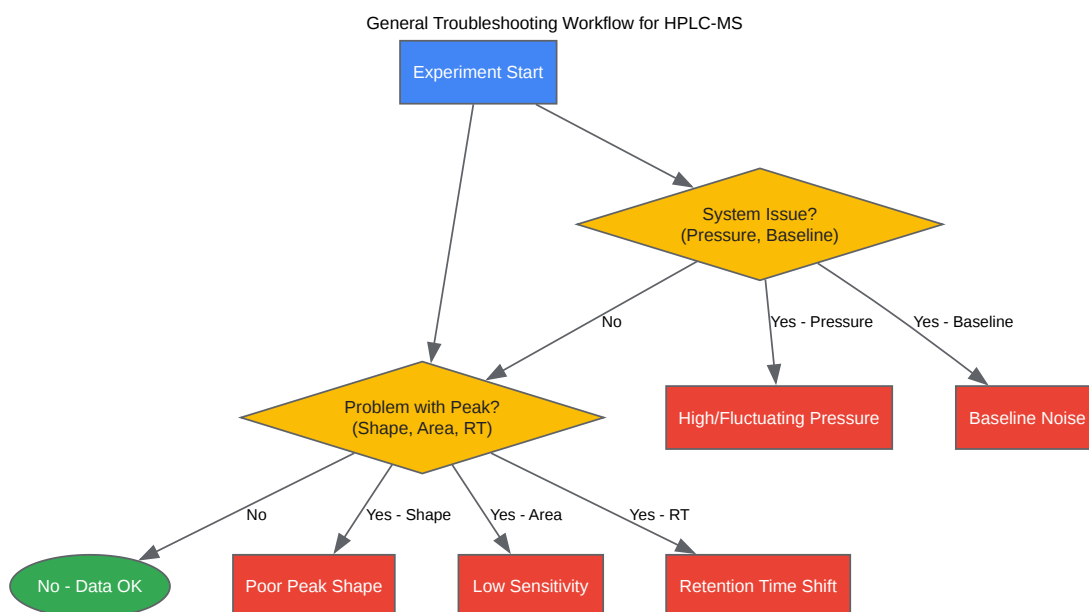 General Troubleshooting Workflow for HPLC-MS
Experiment Start
System Issue?
(Pressure, Baseline)
No
Yes - Pressure
Yes - Baseline
Problem with Peak?
(Shape, Area, RT)
High/Fluctuating Pressure
Baseline Noise
No
Yes - Shape
Yes - Area
Yes - RT
No - Data OK
Poor Peak Shape
Low Sensitivity
Retention Time Shift